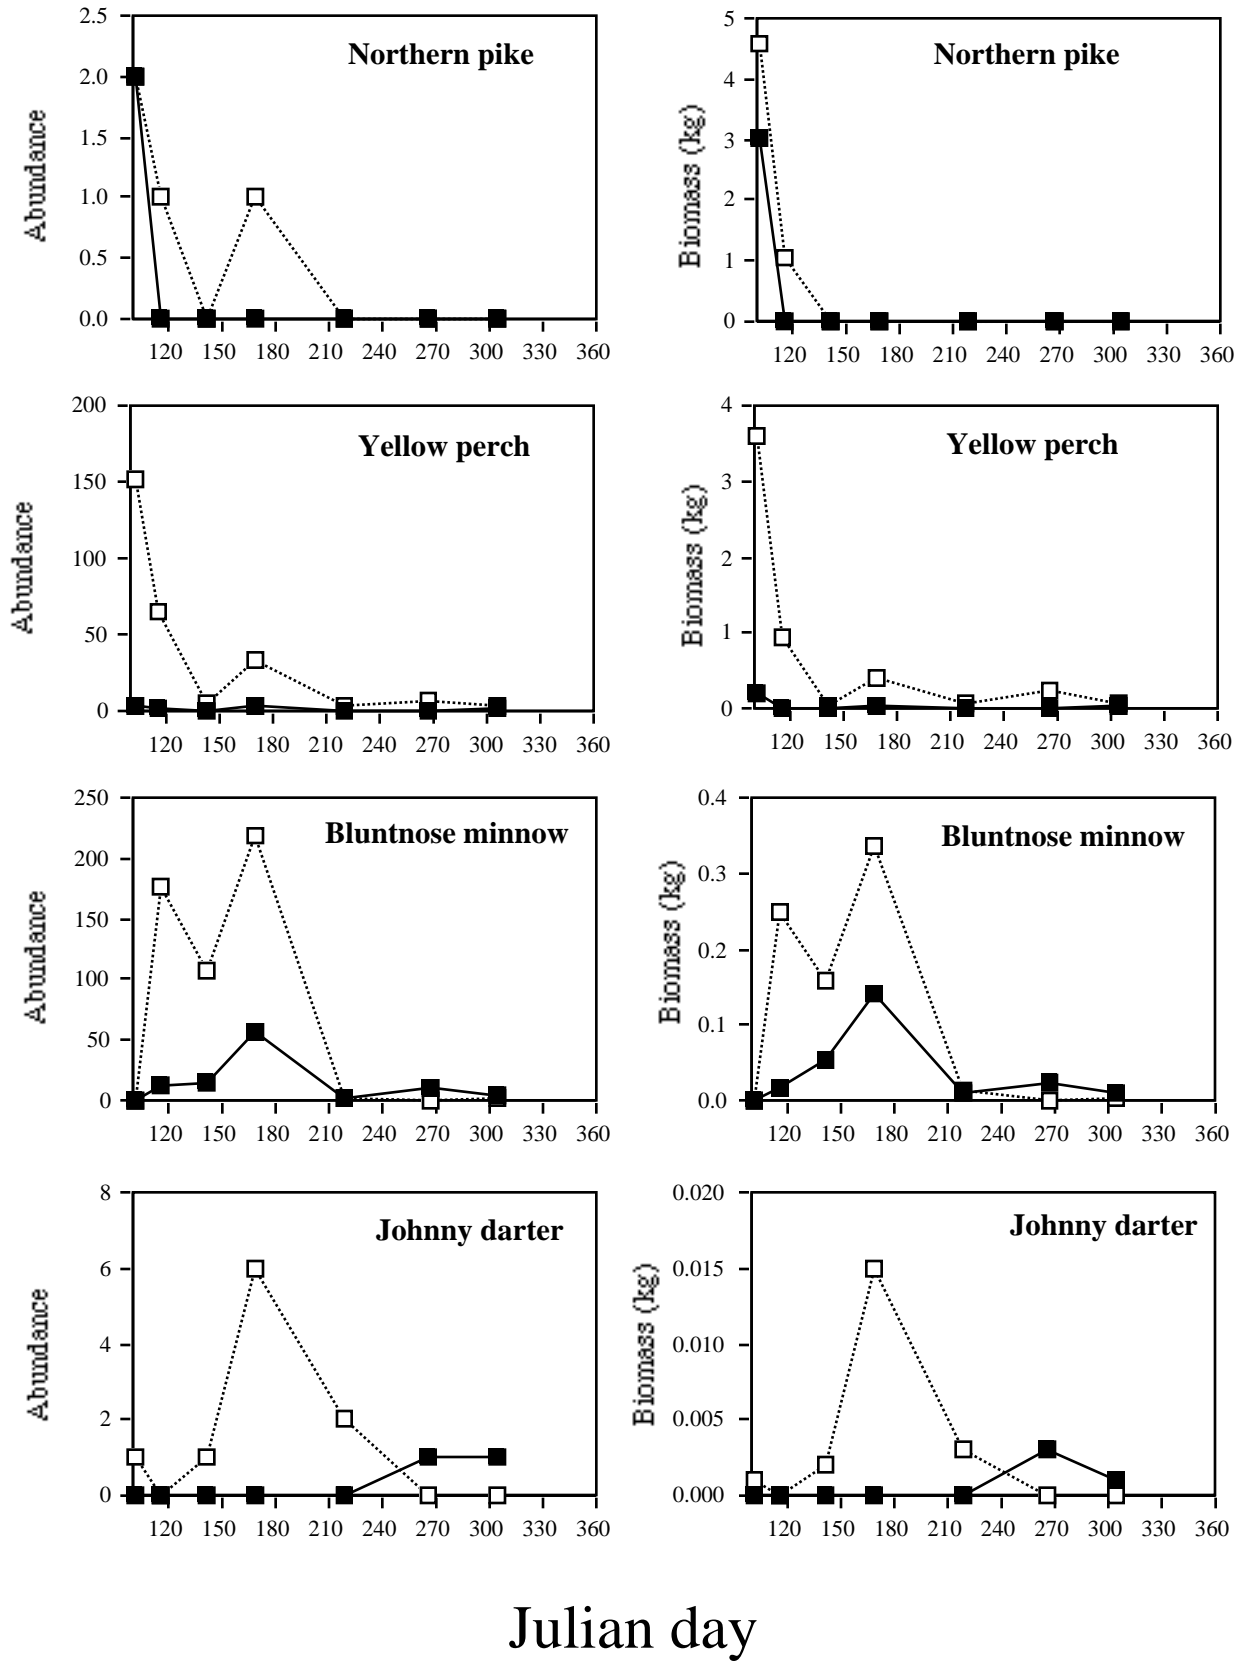 2.5
2.0
1.5
1.0
0.5
0.0
Abundance
Northern pike
120 150 180 210 240 270 300 330 360
5
4
3
2
1
0
Biomass (kg)
Northern pike
120 150 180 210 240 270 300 330 360
200
150
100
50
0
Abundance
Yellow perch
120 150 180 210 240 270 300 330 360
4
3
2
1
0
Biomass (kg)
Yellow perch
120 150 180 210 240 270 300 330 360
250
200
150
100
50
0
Abundance
Bluntnose minnow
120 150 180 210 240 270 300 330 360
0.4
0.3
0.2
0.1
0.0
Biomass (kg)
Bluntnose minnow
120 150 180 210 240 270 300 330 360
8
6
4
2
0
Abundance
Johnny darter
120 150 180 210 240 270 300 330 360
0.020
0.015
0.010
0.005
0.000
Biomass (kg)
Johnny darter
120 150 180 210 240 270 300 330 360
Julian day